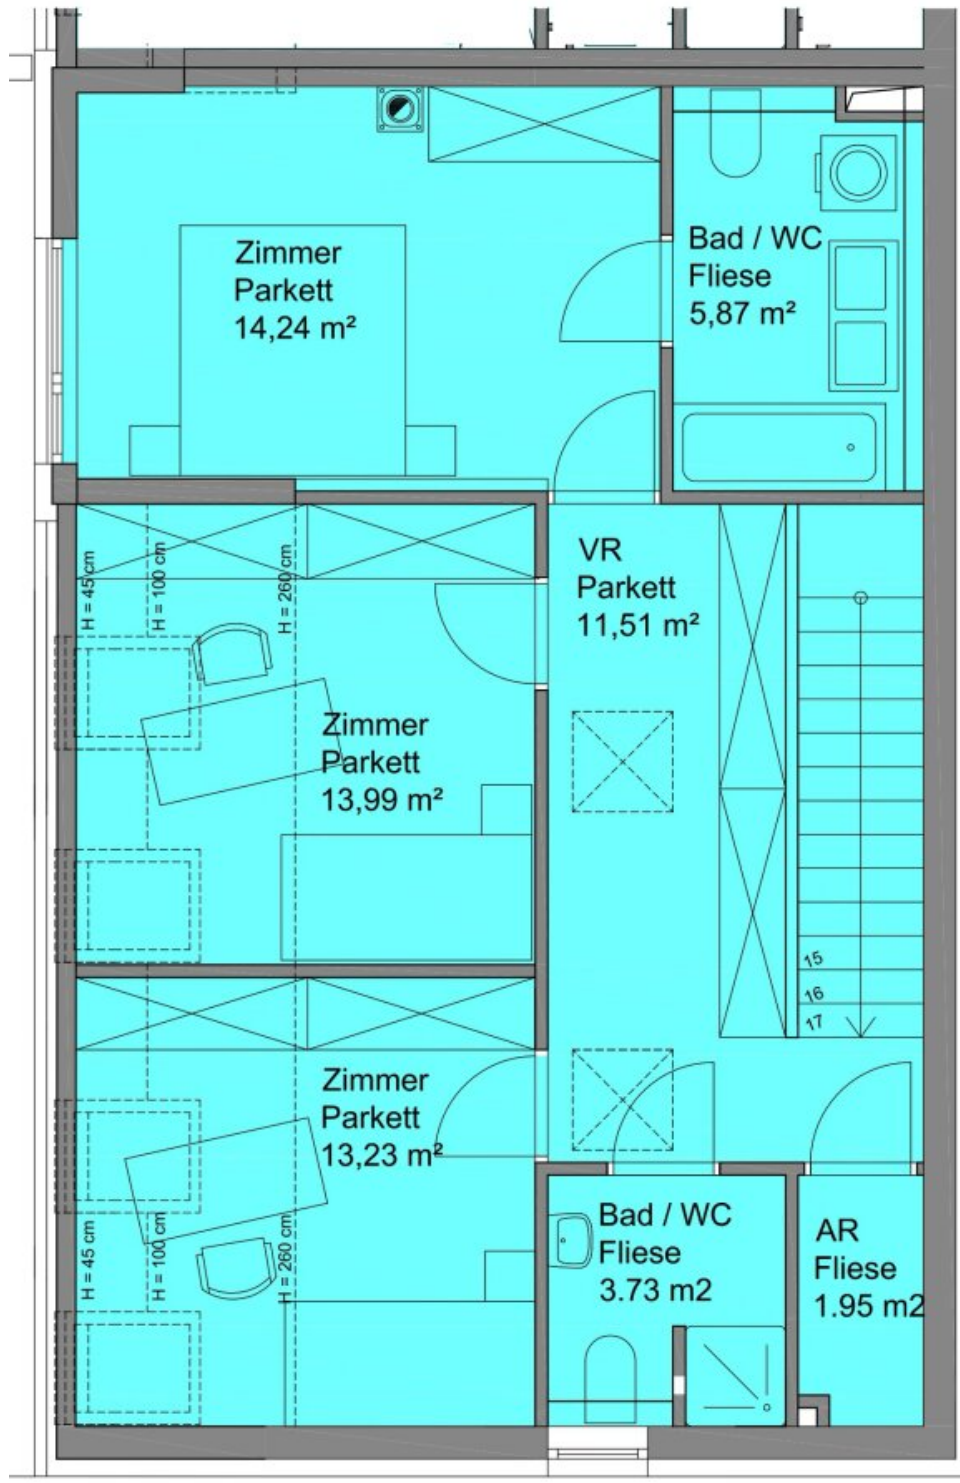 Zimmer
Parkett
14,24 m²
Bad / WC
Fliese
5,87 m²
VR
Parkett
11,51 m²
H = 45 cm
H = 100 cm
H = 260 cm
Zimmer
Parkett
13,99 m²
15
16
17
Zimmer
Parkett
13,23 m²
H = 45 cm
H = 100 cm
H = 260 cm
Bad / WC
Fliese
3.73 m2
AR
Fliese
1.95 m2